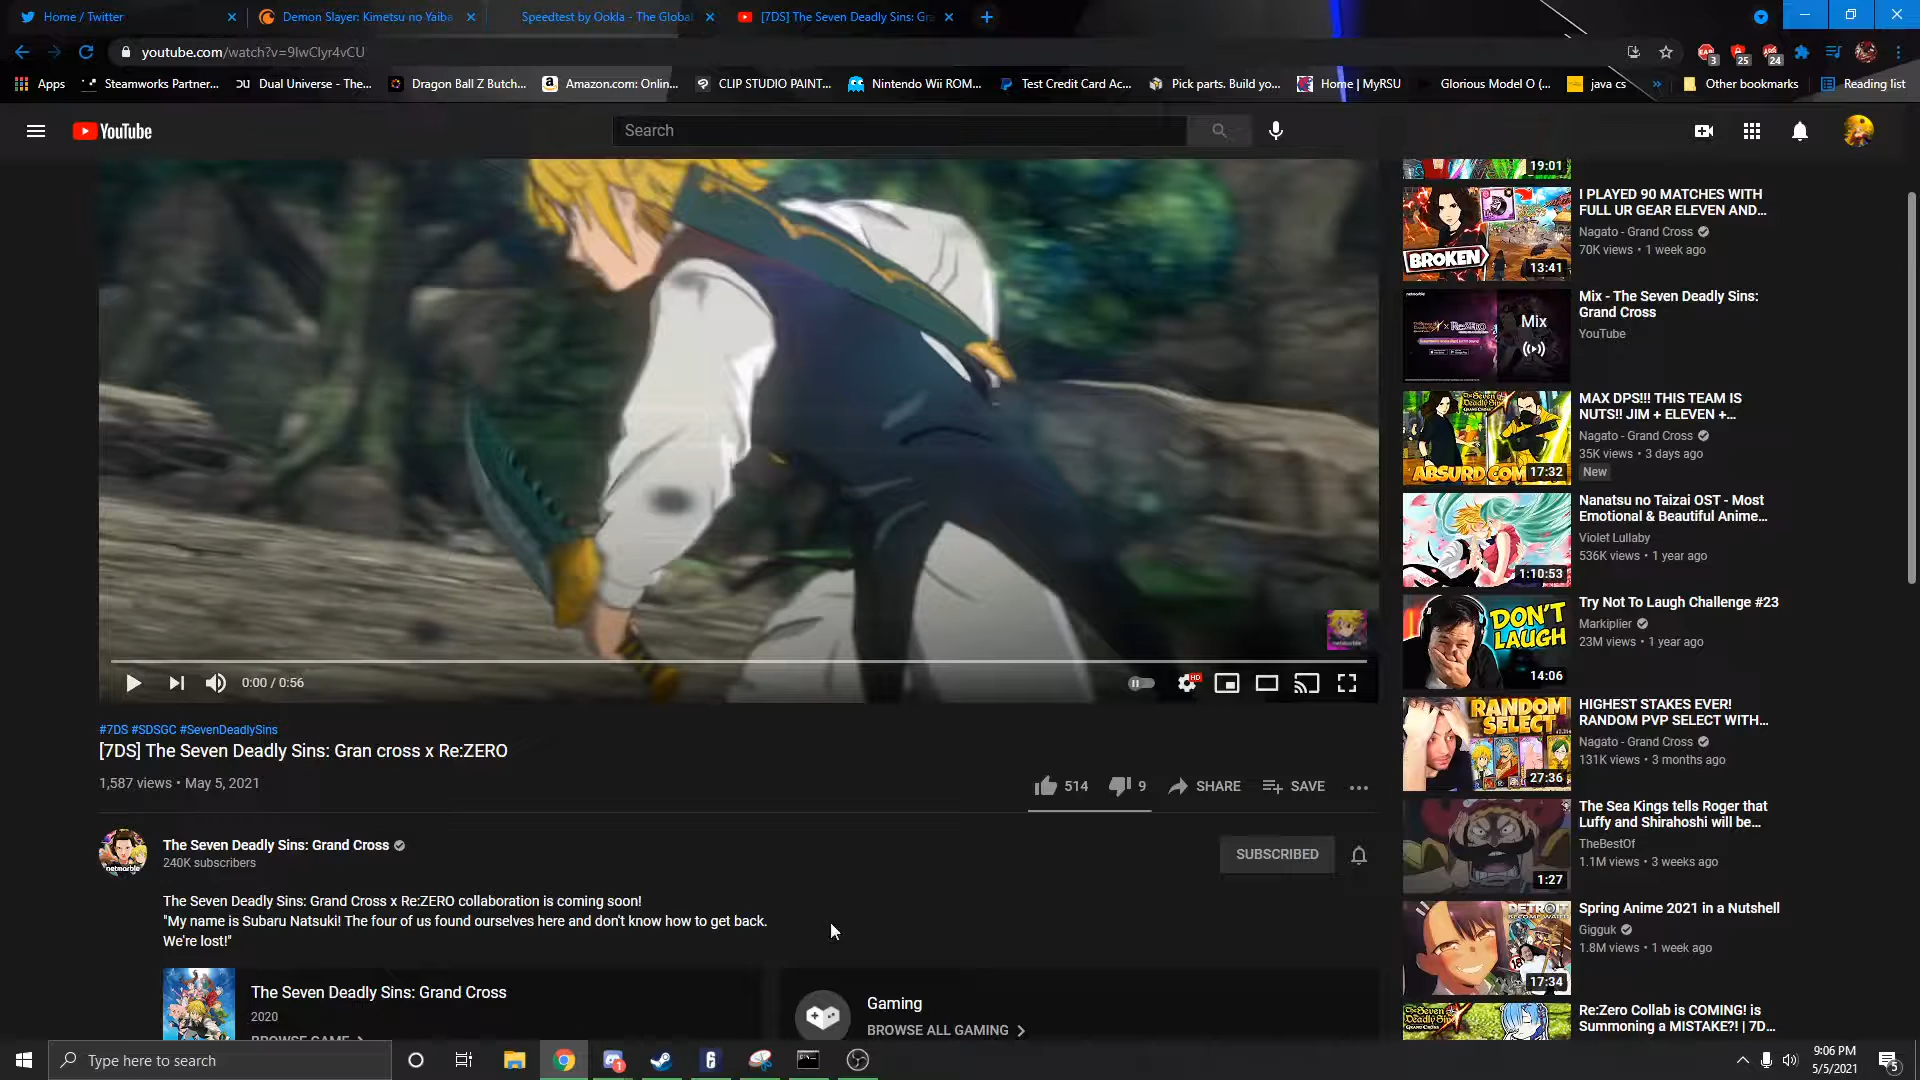 Home / Twitter
Demon Slayer: Kimetsu no Yaiba
Speedtest by Ookla - The Global
[7DS] The Seven Deadly Sins: Gra
youtube.com/watch?v=9IwCIyr4vCU
3
25
24
Apps
Steamworks Partner...
Dual Universe - The...
Dragon Ball Z Butch...
Amazon.com: Onlin...
CLIP STUDIO PAINT...
Nintendo Wii ROM...
Test Credit Card Ac...
Pick parts. Build yo...
Home | MyRSU
Glorious Model O (...
java cs
»
Other bookmarks
Reading list
YouTube
Search
19:01
BROKEN
13:41
I PLAYED 90 MATCHES WITH
FULL UR GEAR ELEVEN AND...
Nagato - Grand Cross
70K views • 1 week ago
Mix
Mix - The Seven Deadly Sins:
Grand Cross
YouTube
ABSURD COM
17:32
MAX DPS!!! THIS TEAM IS
NUTS!! JIM + ELEVEN +...
Nagato - Grand Cross
35K views • 3 days ago
New
1:10:53
Nanatsu no Taizai OST - Most
Emotional & Beautiful Anime...
Violet Lullaby
536K views • 1 year ago
DON'T
LAUGH
14:06
Try Not To Laugh Challenge #23
Markiplier
23M views • 1 year ago
RANDOM
SELECT
27:36
HIGHEST STAKES EVER!
RANDOM PVP SELECT WITH...
Nagato - Grand Cross
131K views • 3 months ago
1:27
The Sea Kings tells Roger that
Luffy and Shirahoshi will be...
TheBestOf
1.1M views • 3 weeks ago
DETROIT
17:34
Spring Anime 2021 in a Nutshell
Gigguk
1.8M views • 1 week ago
Re:Zero Collab is COMING! is
Summoning a MISTAKE?! | 7D...
0:00 / 0:56
HD
#7DS #SDSGC #SevenDeadlySins
[7DS] The Seven Deadly Sins: Gran cross x Re:ZERO
1,587 views • May 5, 2021
514
9
SHARE
SAVE
netmarble
The Seven Deadly Sins: Grand Cross
240K subscribers
SUBSCRIBED
The Seven Deadly Sins: Grand Cross x Re:ZERO collaboration is coming soon!
"My name is Subaru Natsuki! The four of us found ourselves here and don't know how to get back.
We're lost!"
The Seven Deadly Sins: Grand Cross
2020
BROWSE GAME
Gaming
BROWSE ALL GAMING
Type here to search
1
6
9:06 PM
5/5/2021
5